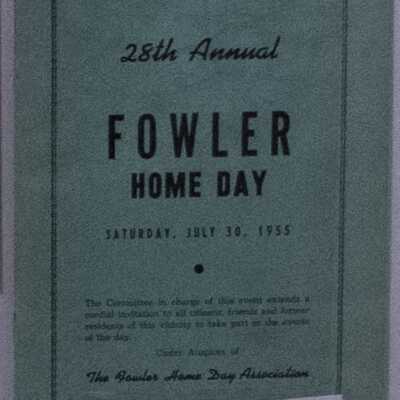 28th Annual
FOWLER
HOME DAY
SATURDAY, JULY 30, 1955
The Committee in charge of this event extends a
cordial invitation to all citizens, friends and former
residents of this vicinity to take part in the events
of the day.
Under Auspices of
The Fowler Home Day Association